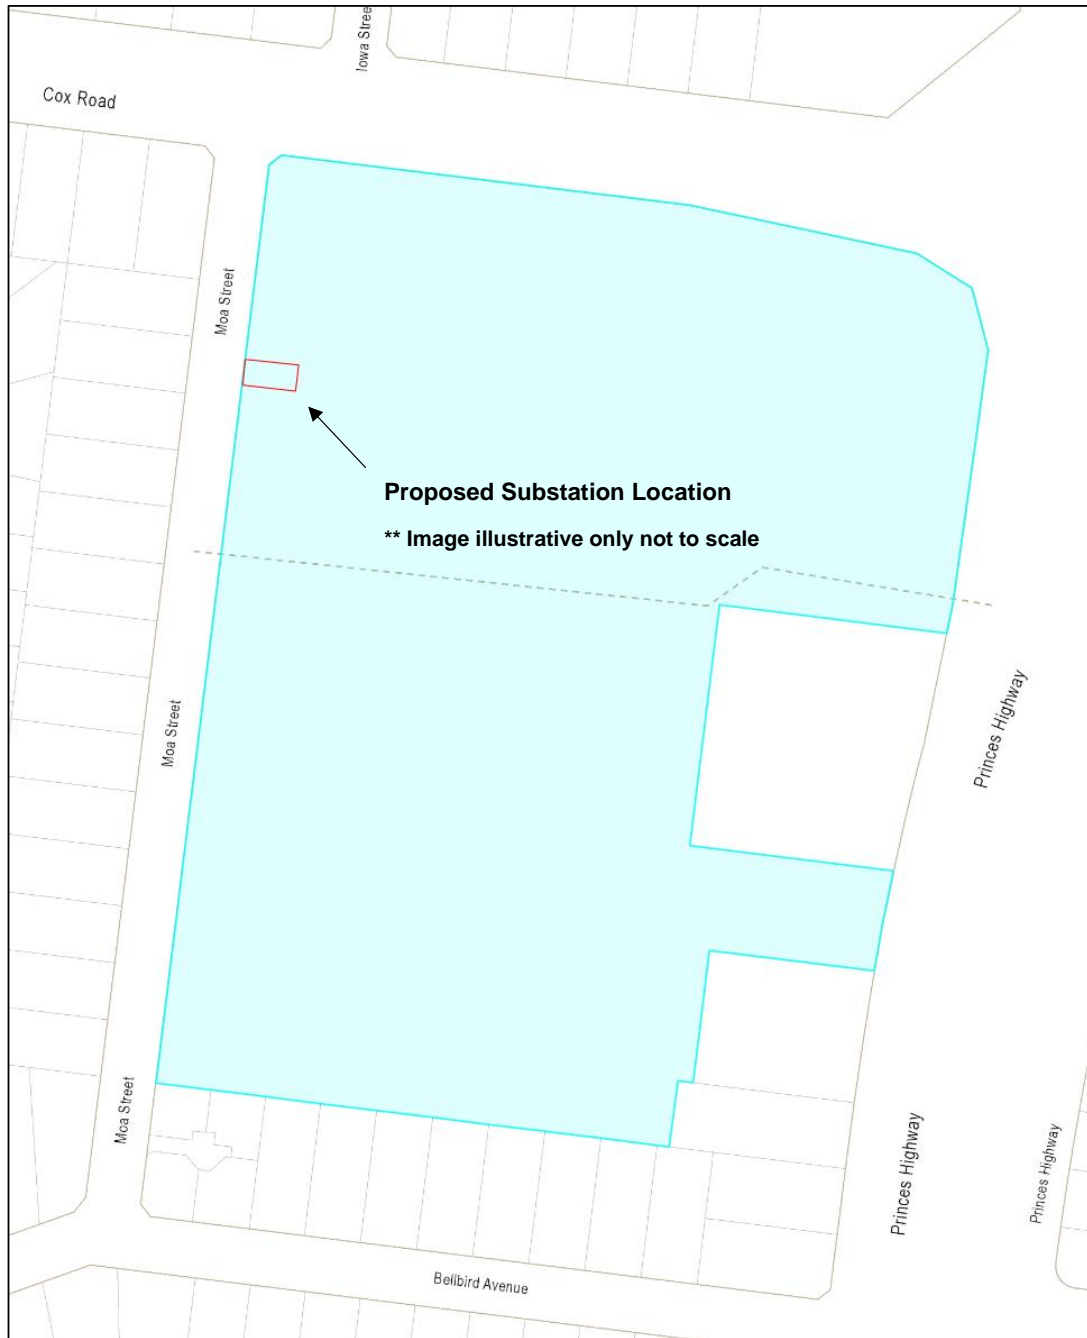 Iowa Stree
Cox Road
Moa Street
Proposed Substation Location
** Image illustrative only not to scale
Princes Highway
Moa Street
Moa Street
Princes Highway
Princes Highway
Bellbird Avenue